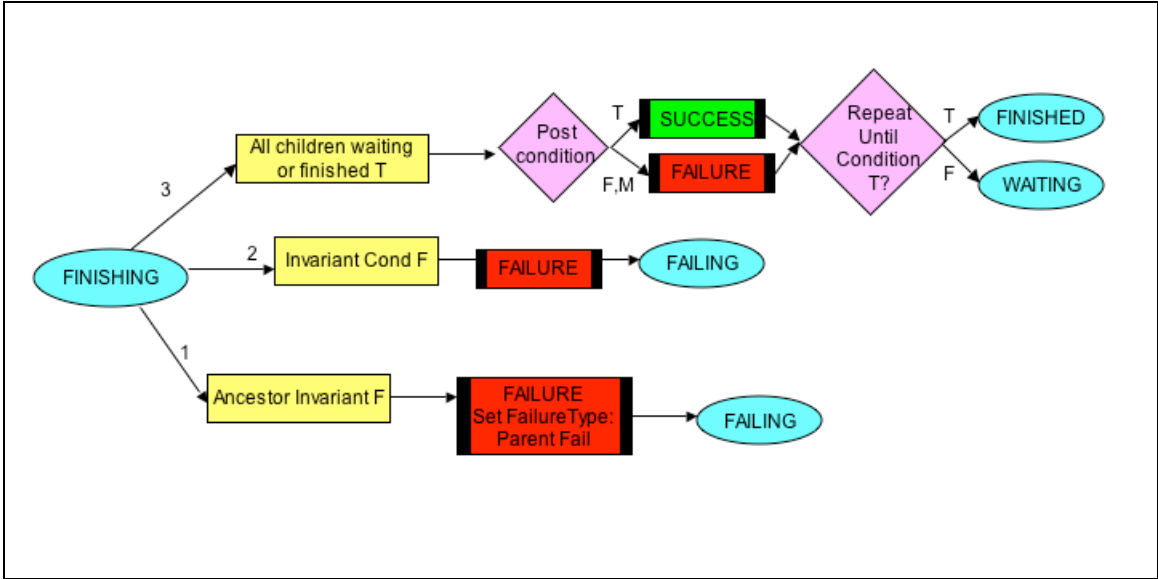 All children waiting
or finished T
Post
condition
T
SUCCESS
F,M
FAILURE
Repeat
Until
Condition
T?
T
FINISHED
F
WAITING
3
FINISHING
2
Invariant Cond F
FAILURE
FAILING
1
Ancestor Invariant F
FAILURE
Set FailureType:
Parent Fail
FAILING